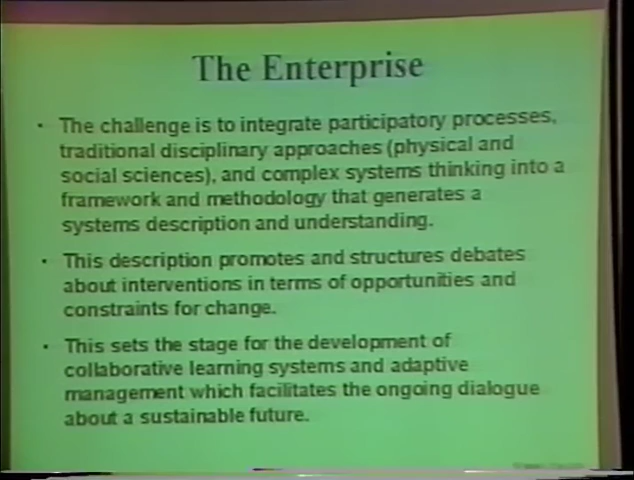 The Enterprise
• The challenge is to integrate participatory processes,
traditional disciplinary approaches (physical and
social sciences), and complex systems thinking into a
framework and methodology that generates a
systems description and understanding.
• This description promotes and structures debates
about interventions in terms of opportunities and
constraints for change.
• This sets the stage for the development of
collaborative learning systems and adaptive
management which facilitates the ongoing dialogue
about a sustainable future.